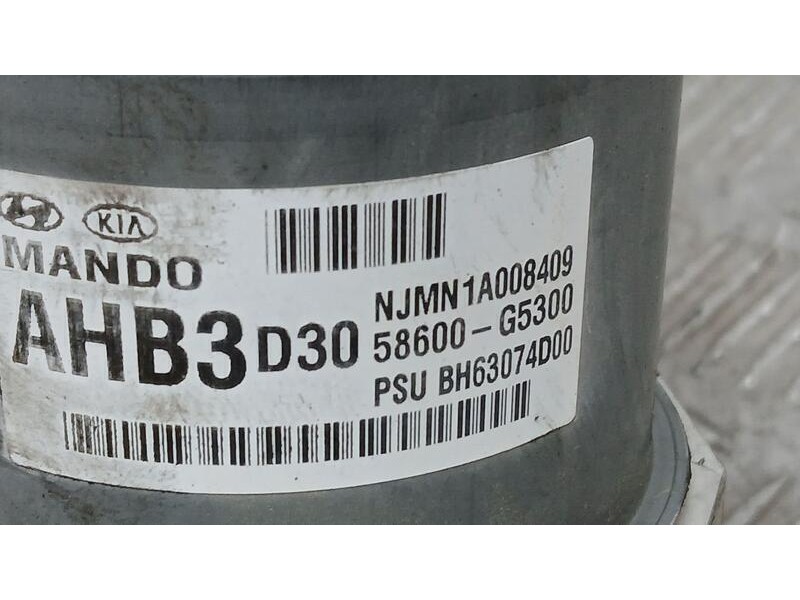 KIA
MANDO
AHB3 D30
NJMN1A008409
58600-G5300
PSU BH63074D00